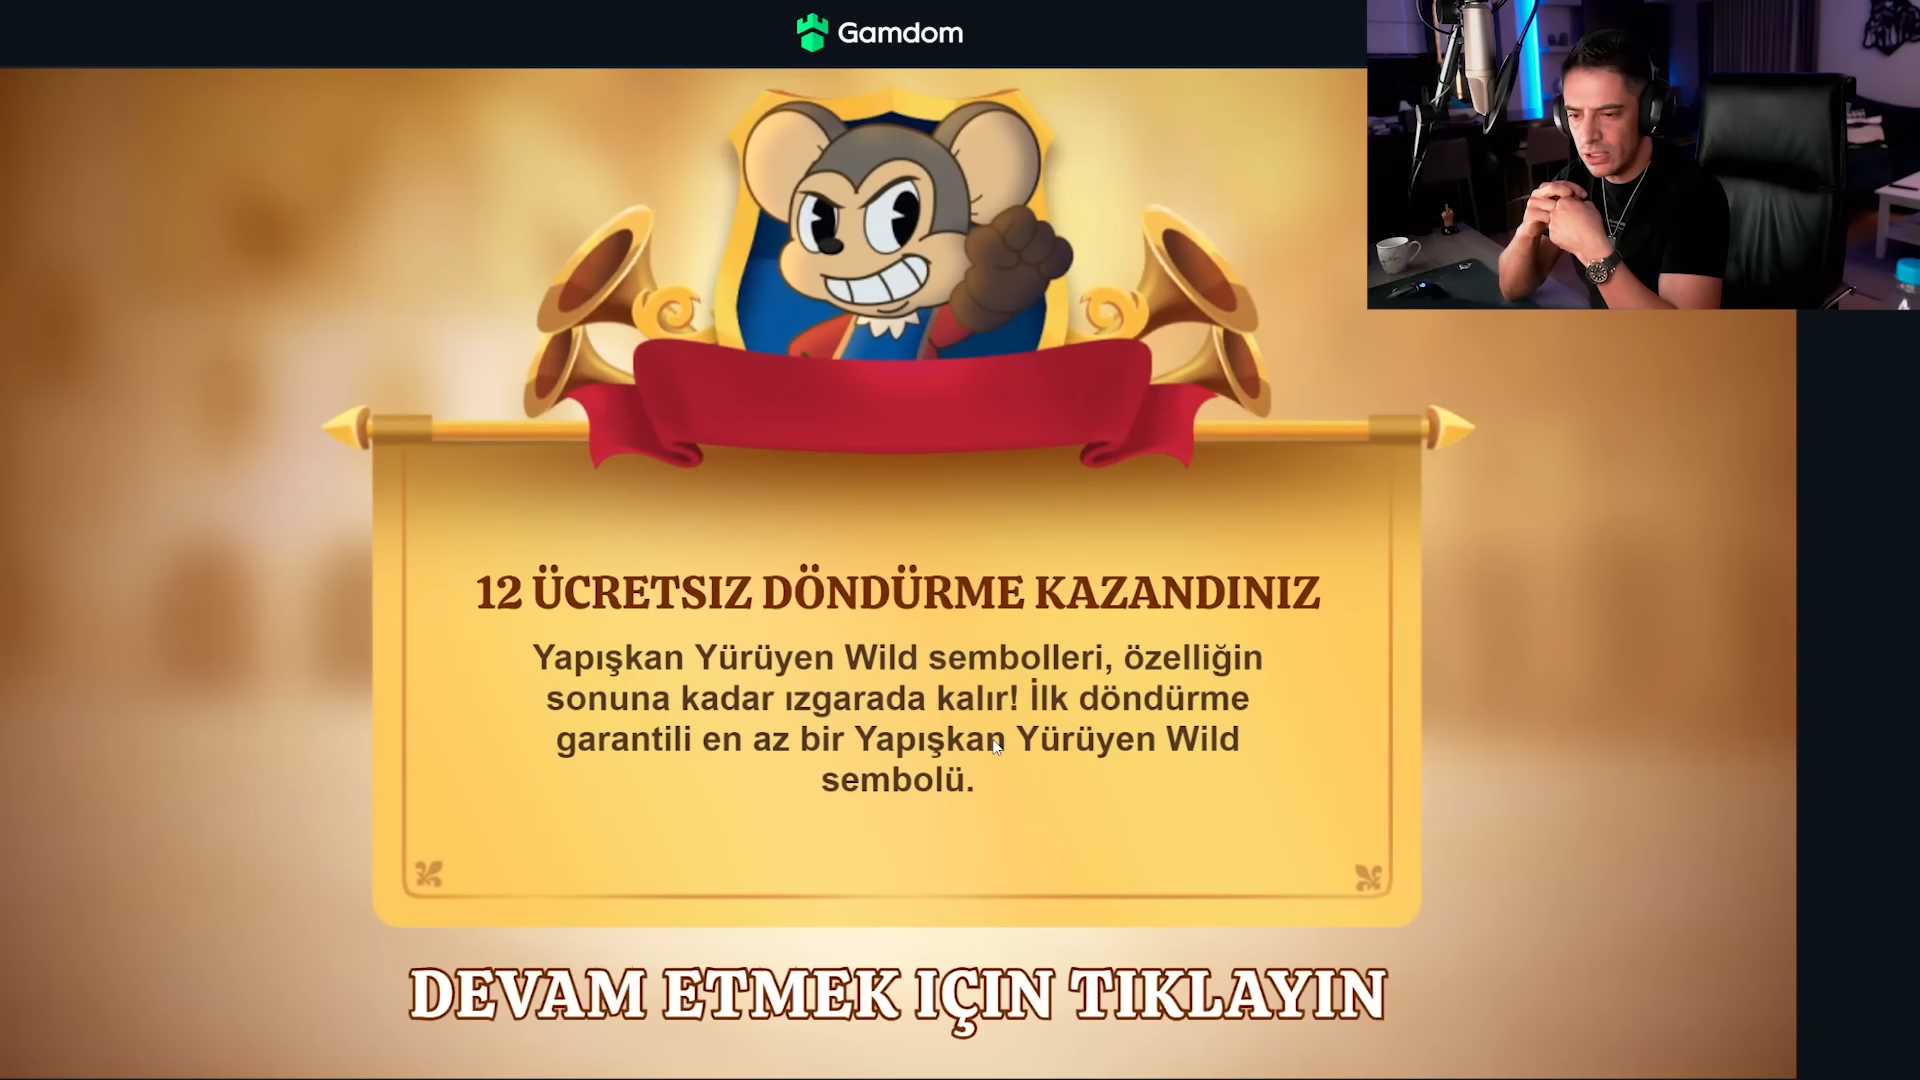 Gamdom
12 ÜCRETSIZ DÖNDÜRME KAZANDINIZ
Yapışkan Yürüyen Wild sembolleri, özelliğin
sonuna kadar ızgarada kalır! İlk döndürme
garantili en az bir Yapışkan Yürüyen Wild
sembolü.
DEVAM ETMEK IÇIN TIKLAYIN